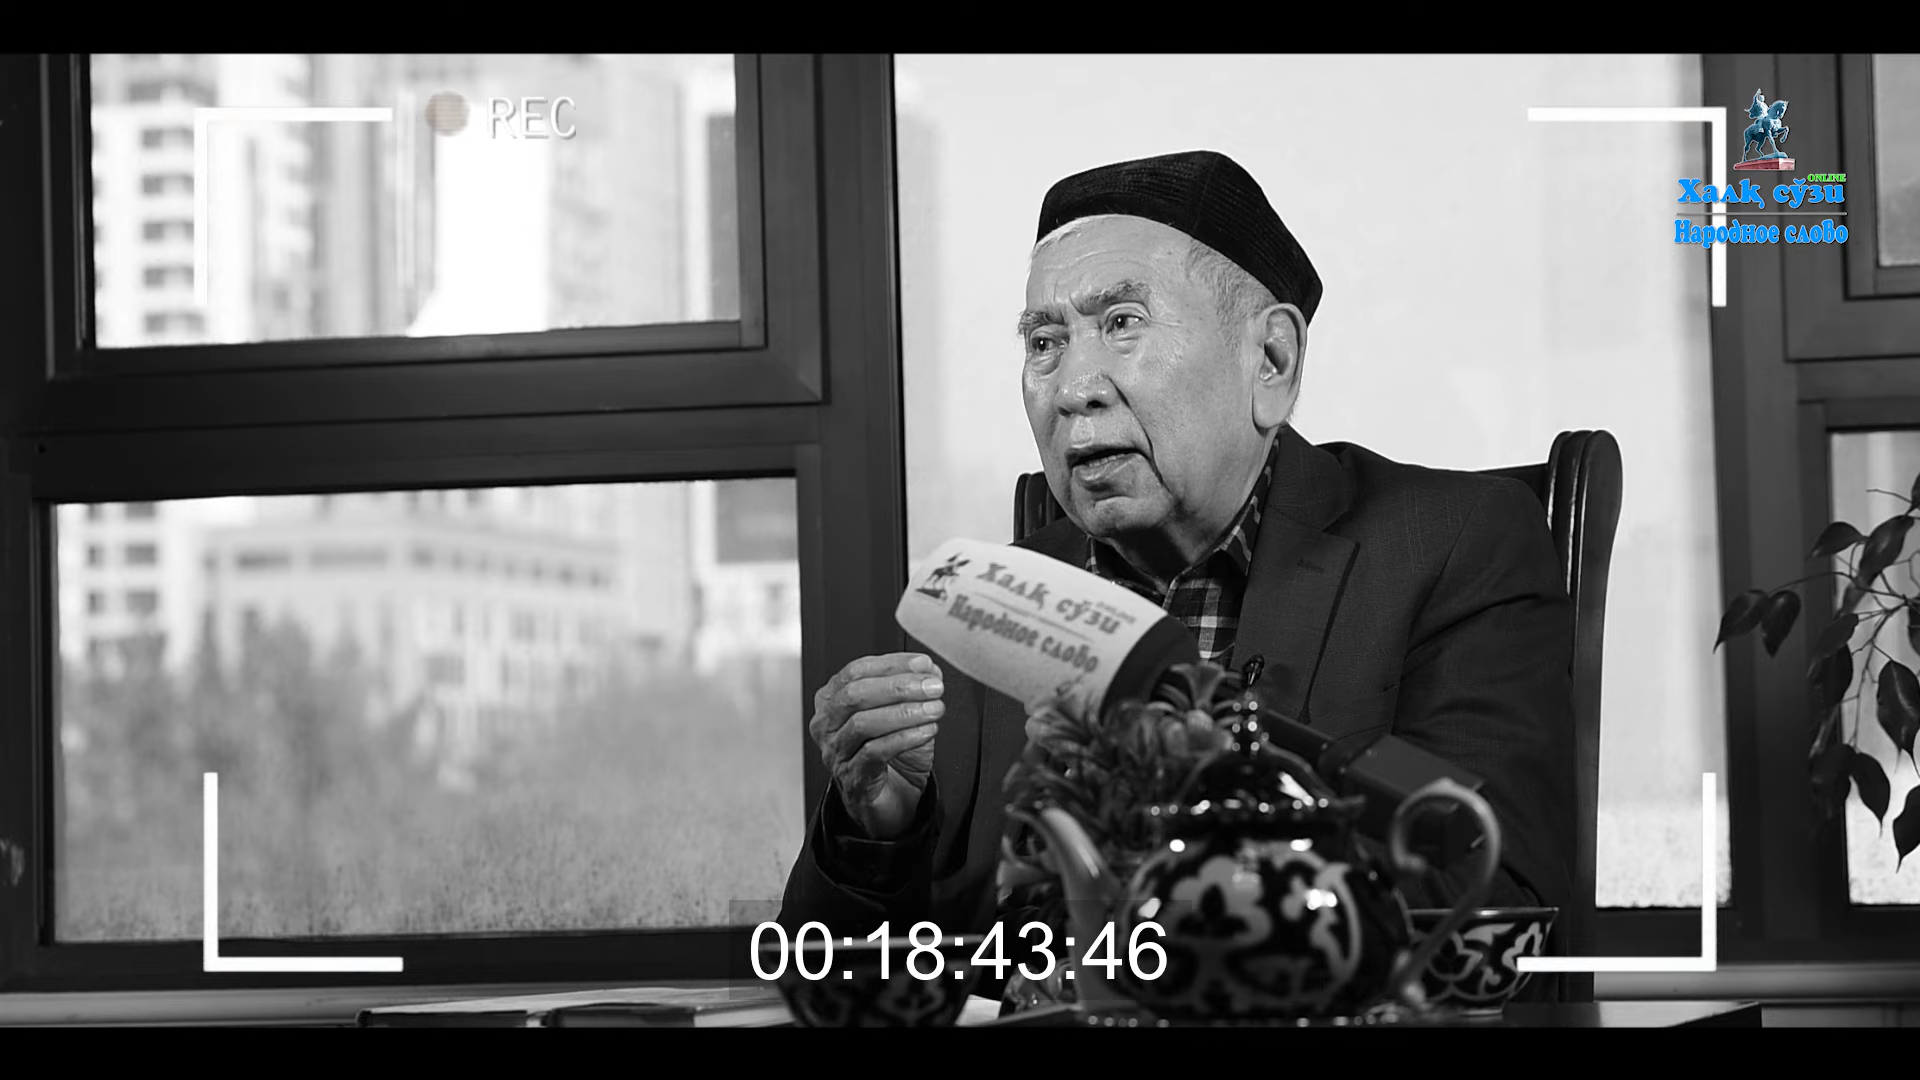 REC
ONLINE
Халқ сўзи
Народное слово
Халқ сўзи
Народное слово
00:18:43:46